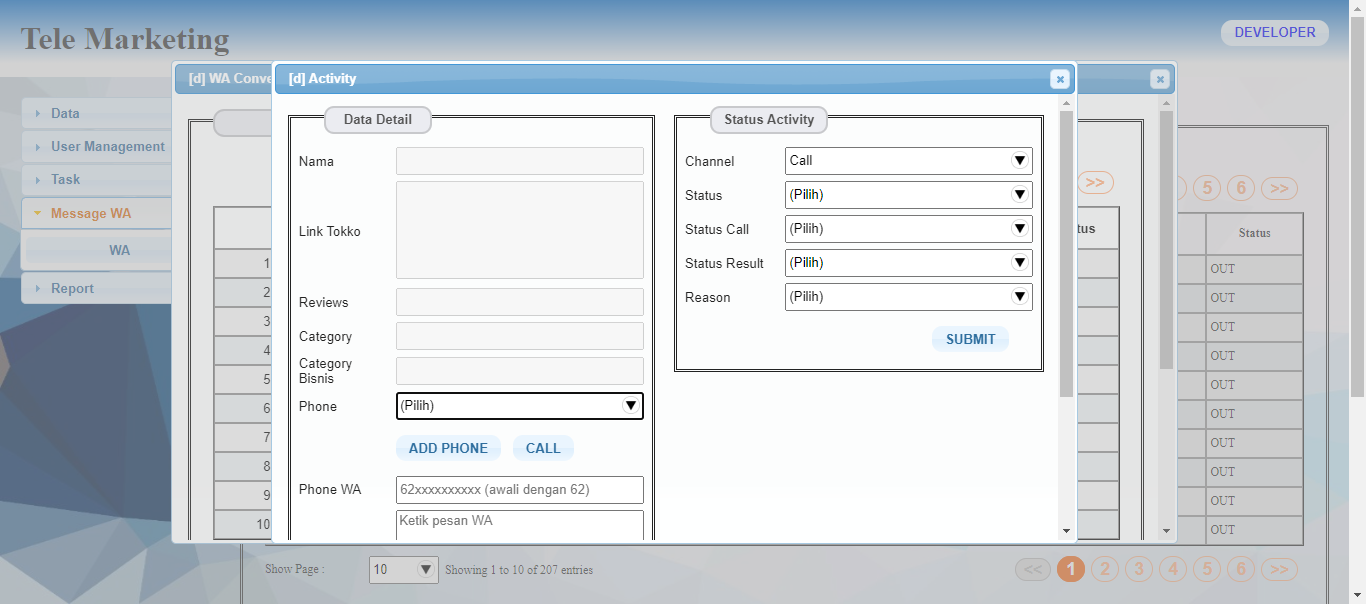 Tele Marketing
DEVELOPER
Data
User Management
Task
Message WA
WA
Report
[d] WA Conve
1
2
3
4
5
6
7
8
9
10
[d] Activity
Data Detail
Nama
Link Tokko
Reviews
Category
Category
Bisnis
Phone (Pilih)
ADD PHONE CALL
Phone WA 62xxxxxxxxxx (awali dengan 62)
Ketik pesan WA
Status Activity
Channel Call
Status (Pilih)
Status Call (Pilih)
Status Result (Pilih)
Reason (Pilih)
SUBMIT
>>
tus
5 6 >>
Status
OUT
OUT
OUT
OUT
OUT
OUT
OUT
OUT
OUT
OUT
Show Page : 10 Showing 1 to 10 of 207 entries
<< 1 2 3 4 5 6 >>